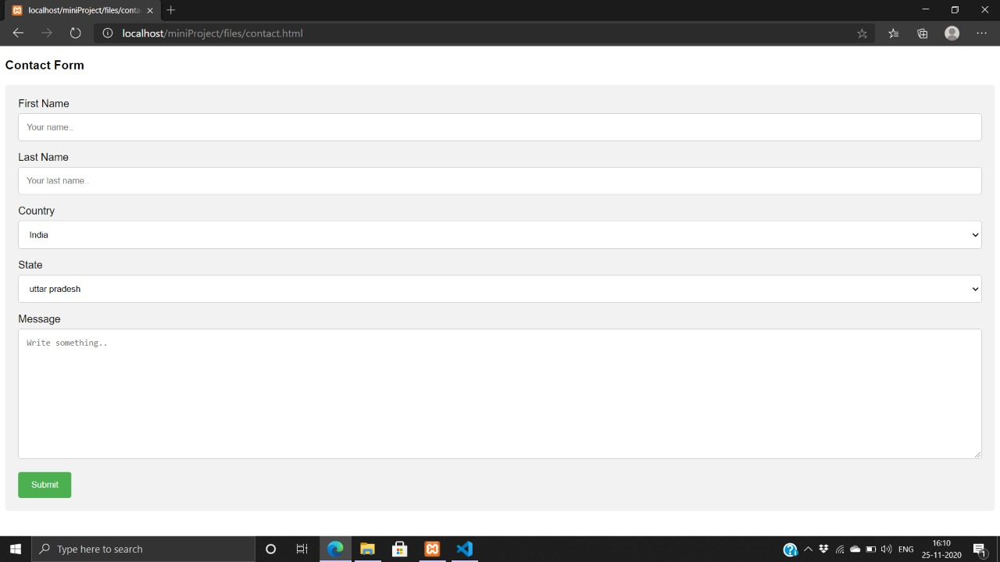 localhost/miniProject/files/conta
localhost/miniProject/files/contact.html
Contact Form
First Name
Your name..
Last Name
Your last name..
Country
India
State
uttar pradesh
Message
Write something..
Submit
Type here to search
ENG
16:10
25-11-2020
1